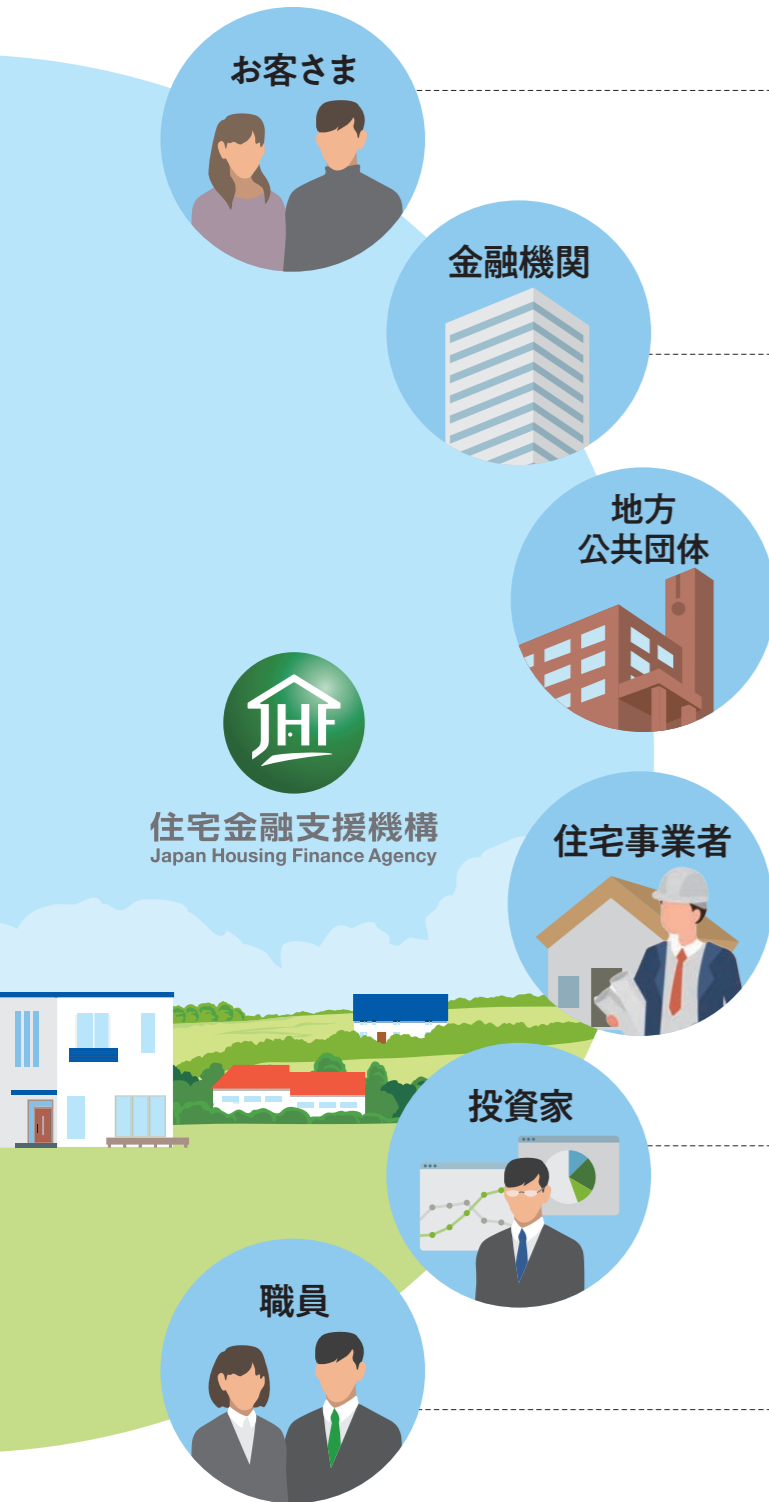 お客さま
金融機関
地方
公共団体
JHF
住宅金融支援機構
Japan Housing Finance Agency
住宅事業者
投資家
職員